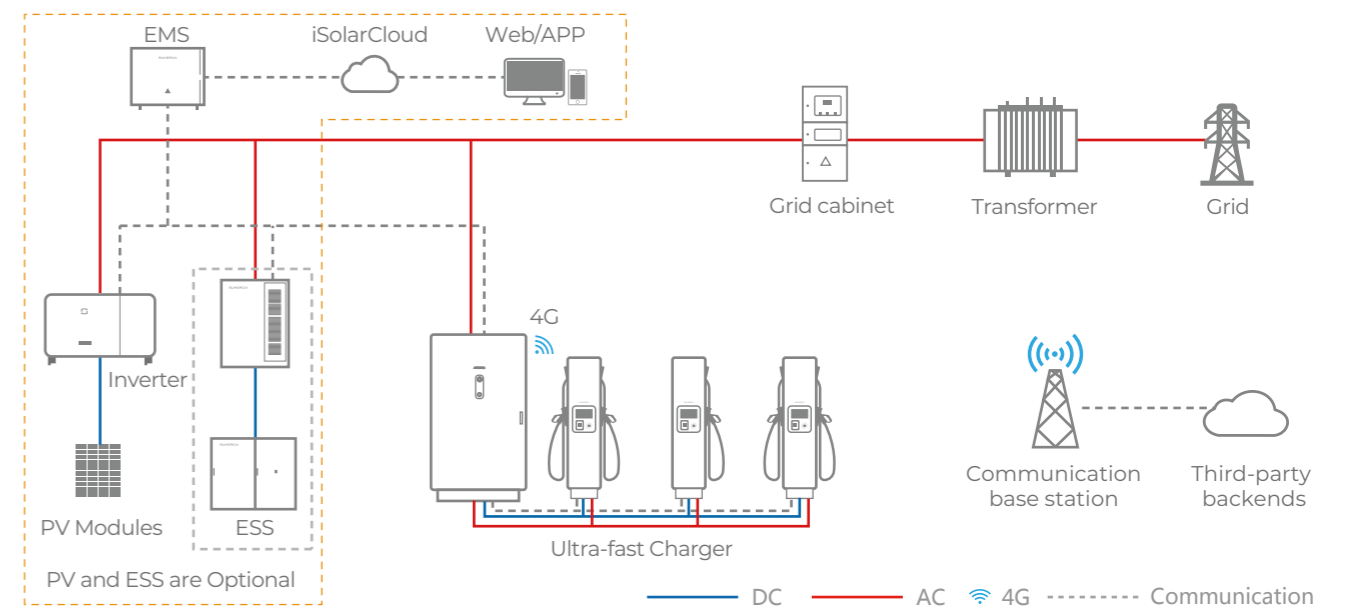 EMS
iSolarCloud
Web/APP
Grid cabinet
Transformer
Grid
4G
Inverter
Communication
base station
Third-party
backends
PV Modules
ESS
Ultra-fast Charger
PV and ESS are Optional
DC
AC
4G
Communication